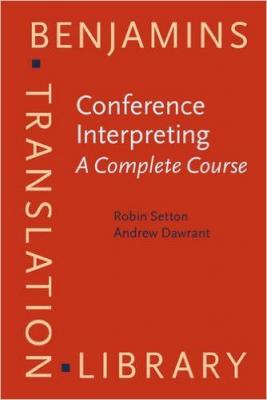 BENJAMINS
TRANSLATION
LIBRARY
Conference
Interpreting
A Complete Course
Robin Setton
Andrew Dawrant